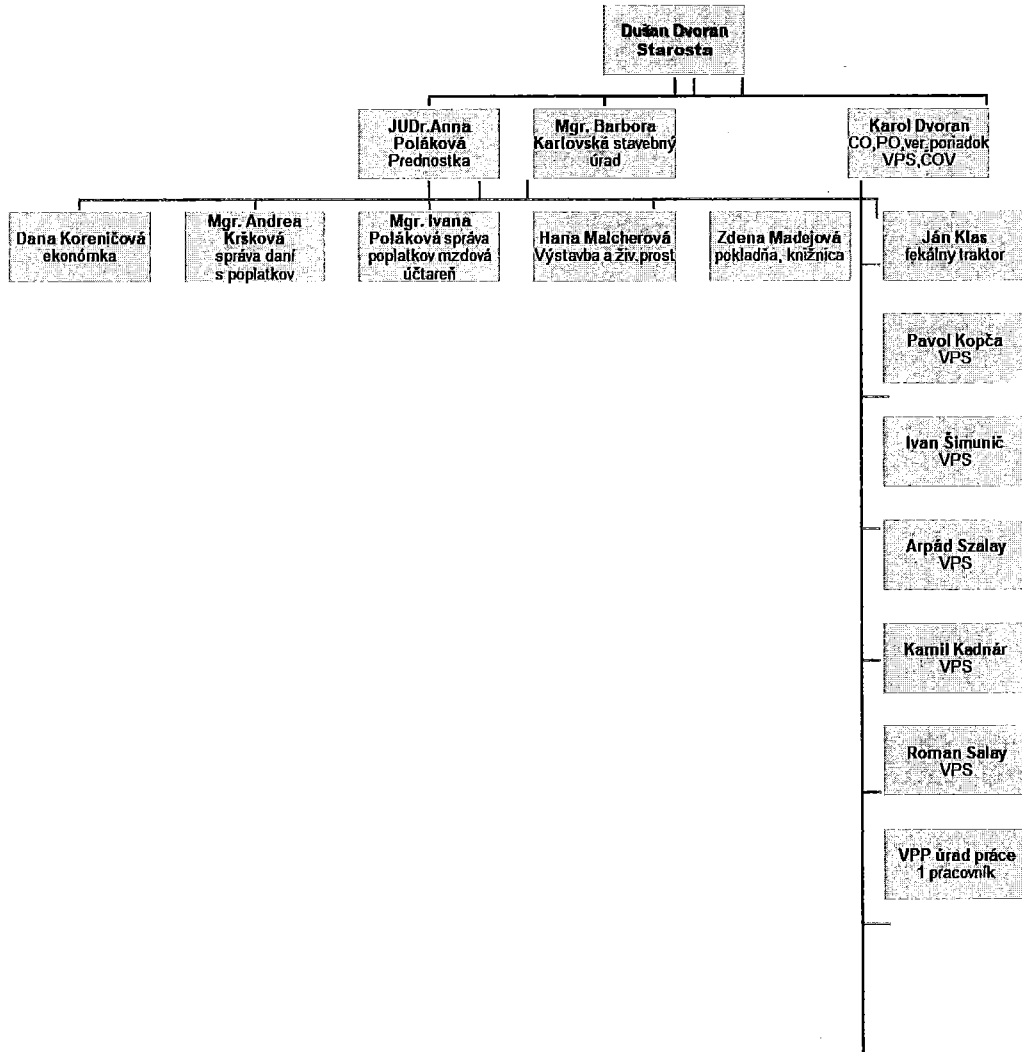 Dušan Dvoran
Starosta
JUDr.Anna
Poláková
Prednostka
Mgr. Barbora
Karlovská stavebný
úrad
Karol Dvoran
CO,PO,ver.poriadok
VPS,ČOV
Dana Koreničová
ekonómka
Mgr. Andrea
Kršková
správa daní
s poplatkov
Mgr. Ivana
Poláková správa
poplatkov mzdová
účtareň
Hana Malcherová
Výstavba a živ.prost
Zdena Madejová
pokladňa, knižnica
Ján Klas
fekálny traktor
Pavol Kopča
VPS
Ivan Šimunič
VPS
Arpád Szalay
VPS
Kamil Kadnár
VPS
Roman Salay
VPS
VPP úrad práce
1 pracovník